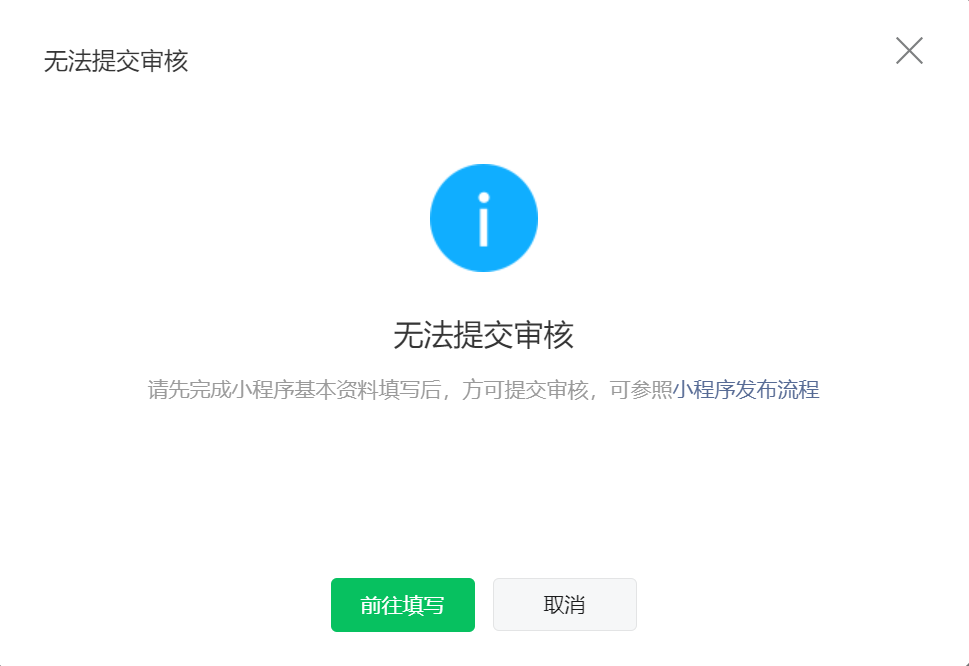 无法提交审核
无法提交审核
请先完成小程序基本资料填写后，方可提交审核，可参照小程序发布流程
前往填写
取消